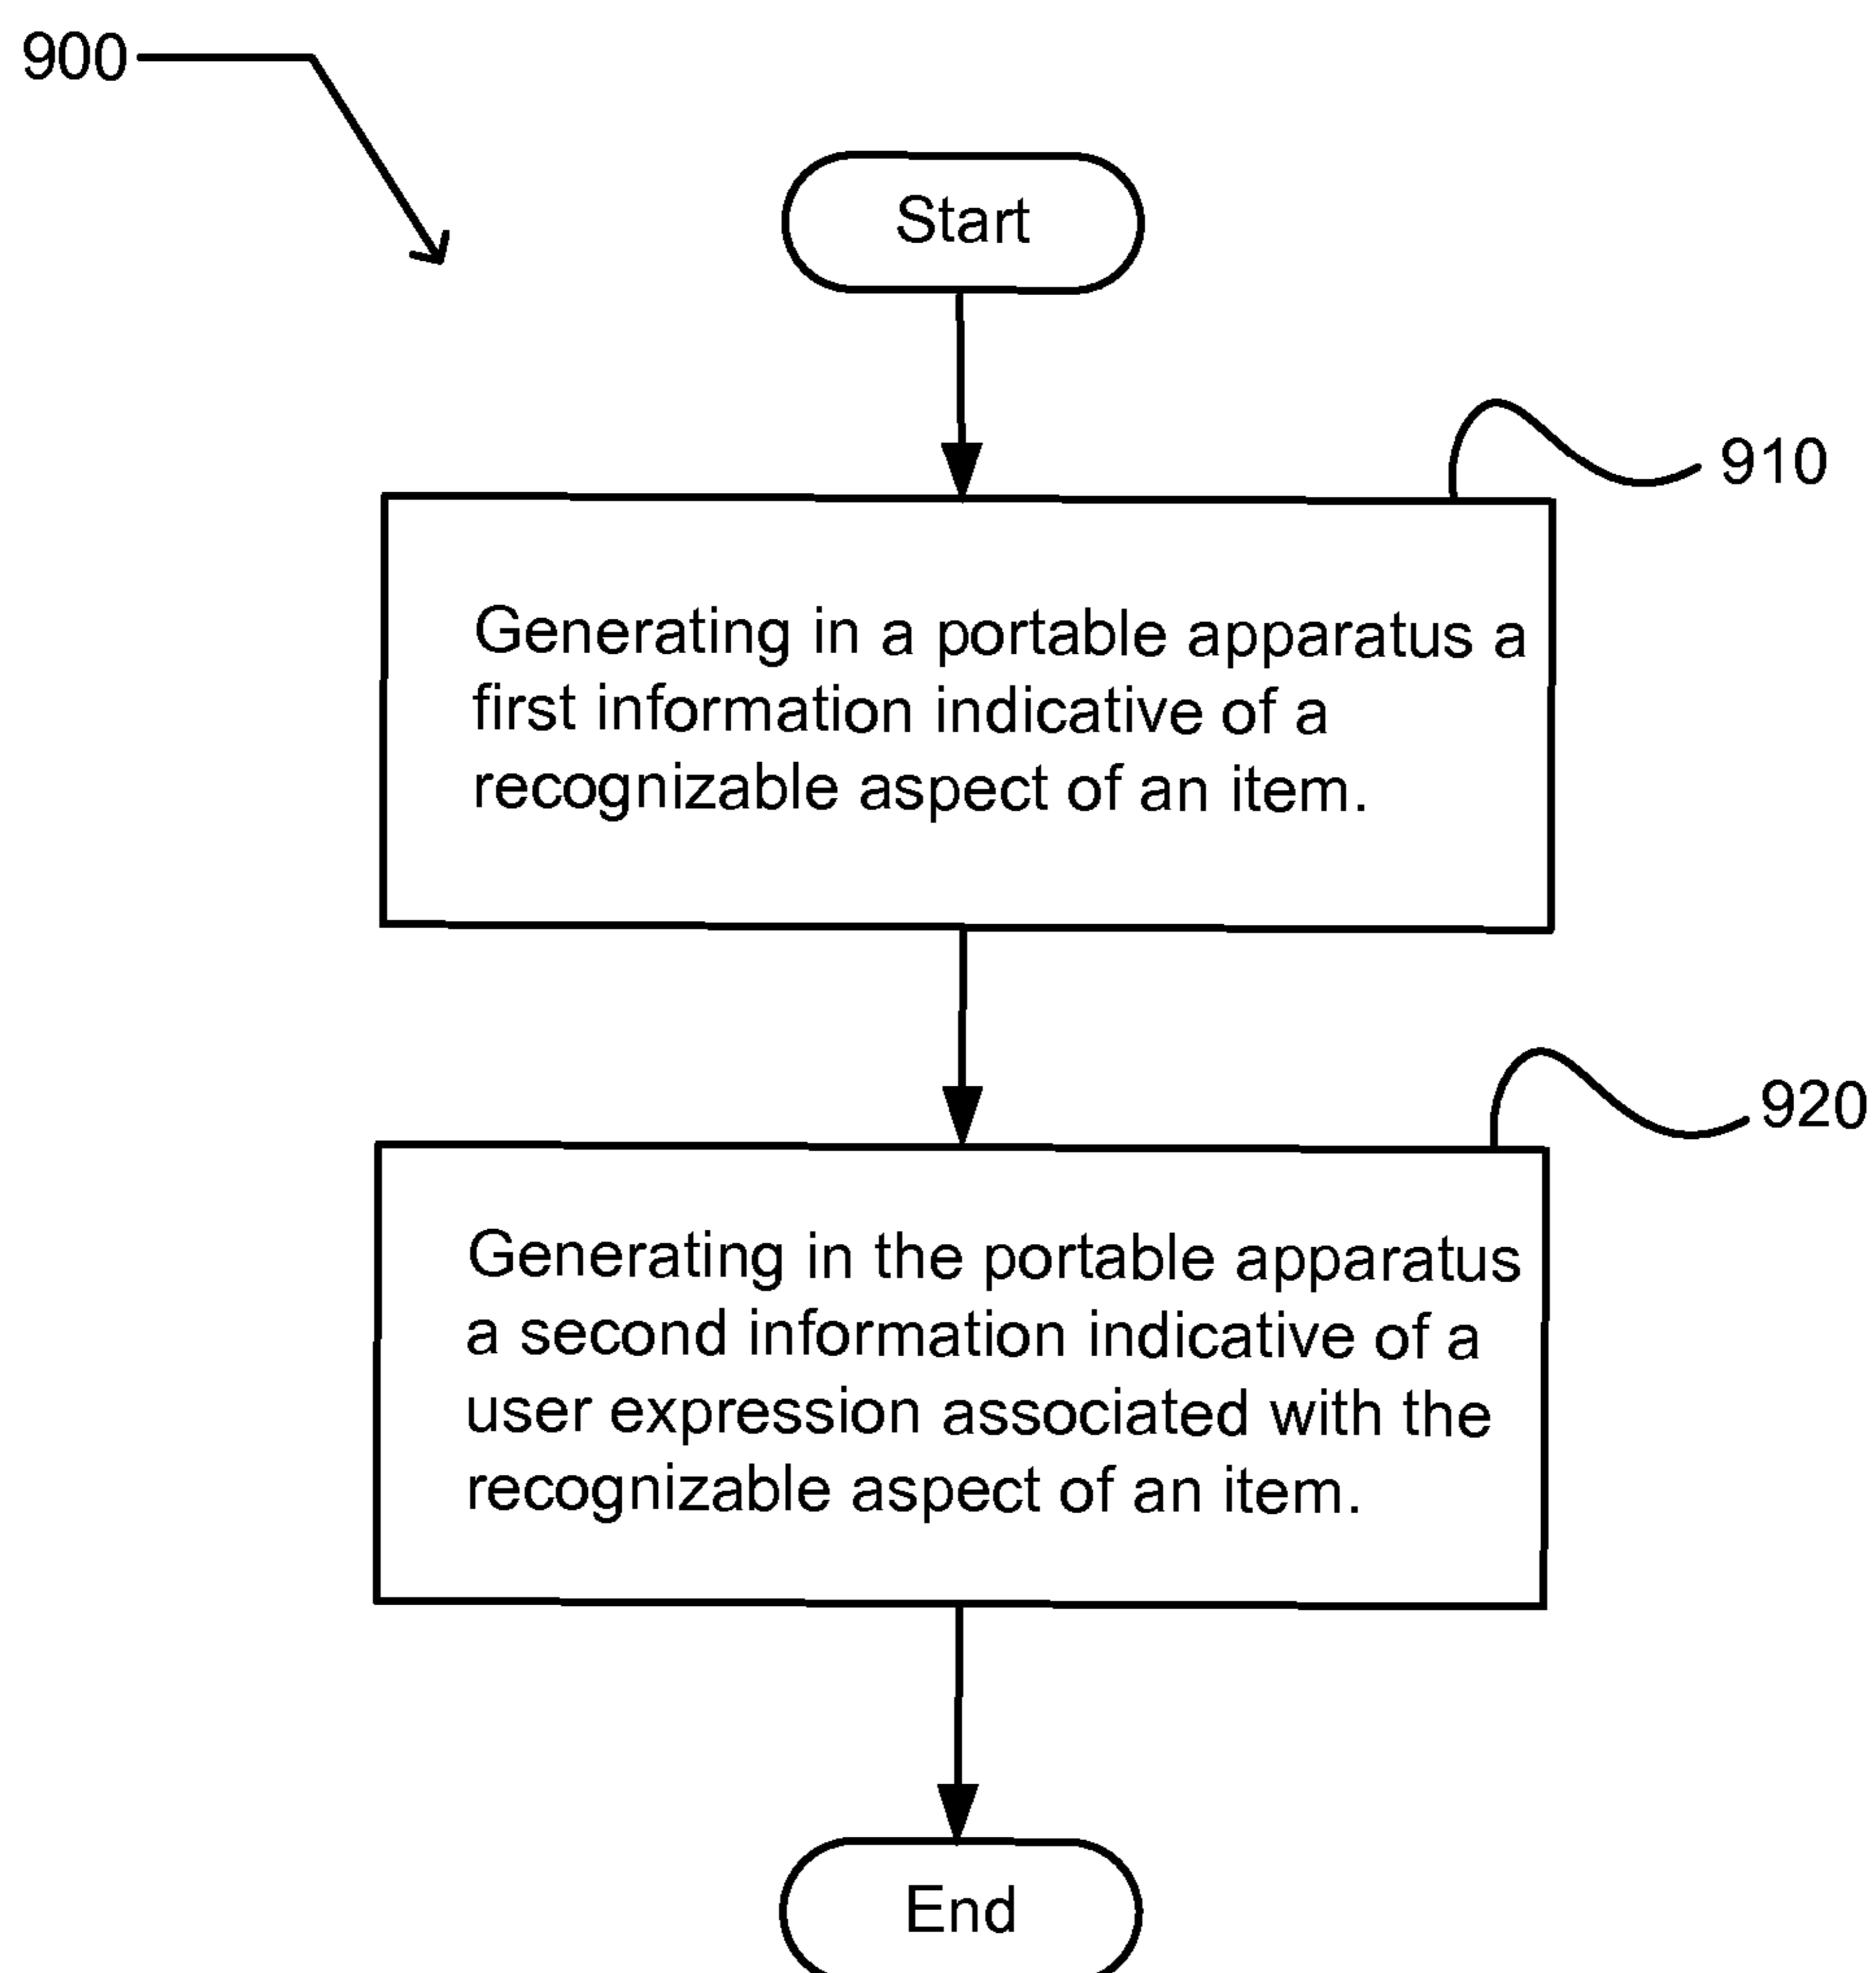 900
Start
910
Generating in a portable apparatus a
first information indicative of a
recognizable aspect of an item.
920
Generating in the portable apparatus
a second information indicative of a
user expression associated with the
recognizable aspect of an item.
End